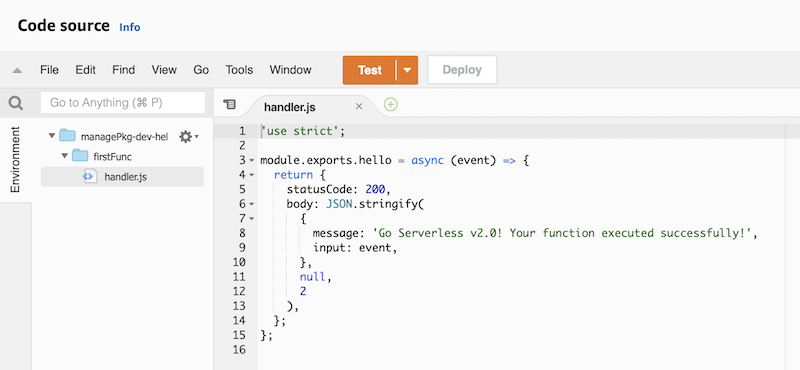 Code source Info
File Edit Find View Go Tools Window Test Deploy
Go to Anything (⌘ P)
handler.js
Environment
managePkg-dev-hel
firstFunc
handler.js
1 'use strict';
2
3 module.exports.hello = async (event) => {
4 return {
5 statusCode: 200,
6 body: JSON.stringify(
7 {
8 message: 'Go Serverless v2.0! Your function executed successfully!',
9 input: event,
10 },
11 null,
12 2
13 ),
14 };
15 };
16